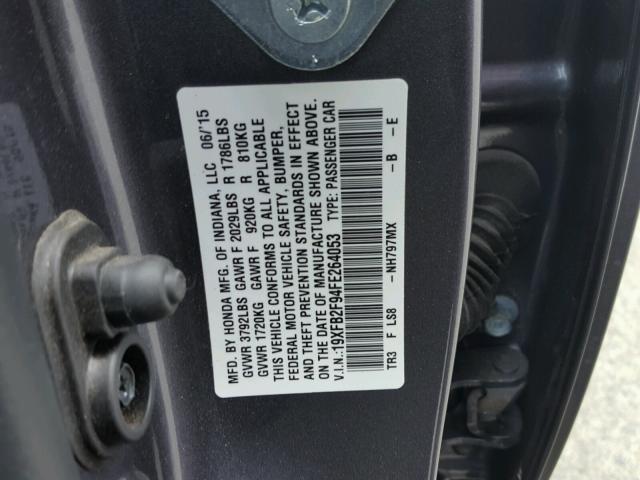 MFD. BY HONDA MFG. OF INDIANA, LLC 06/'15
GVWR 3792LBS GAWR F 2029LBS R 1786LBS
GVWR 1720KG GAWR F 920KG R 810KG
THIS VEHICLE CONFORMS TO ALL APPLICABLE
FEDERAL MOTOR VEHICLE SAFETY, BUMPER,
AND THEFT PREVENTION STANDARDS IN EFFECT
ON THE DATE OF MANUFACTURE SHOWN ABOVE.
V.I.N.:19XFB2F94FE264053 TYPE: PASSENGER CAR
TR3 F LS8 -NH797MX -B -E